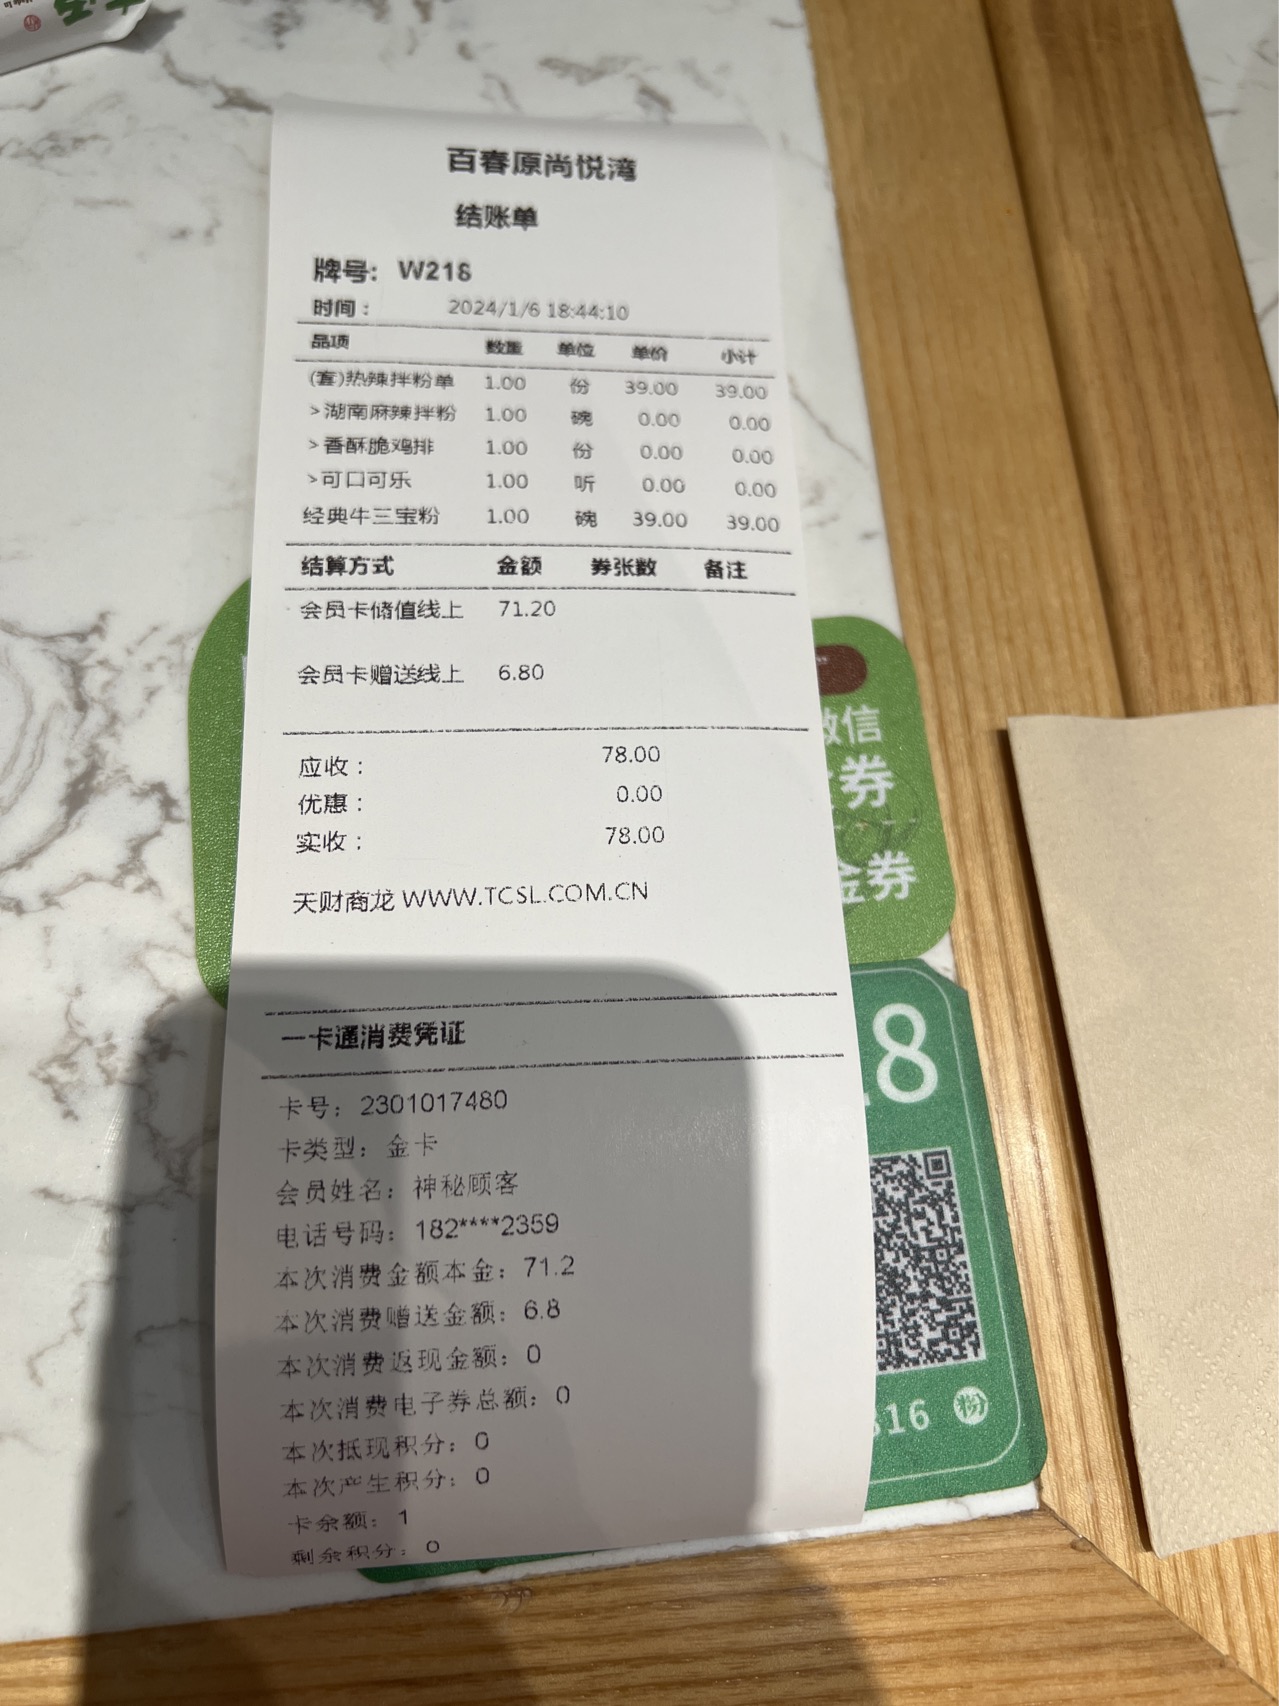 百春原尚悦湾
结账单
牌号： W218
时间： 2024/1/6 18:44:10
品项 数量 单位 单价 小计
(套)热辣拌粉单 1.00 份 39.00 39.00
>湖南麻辣拌粉 1.00 碗 0.00 0.00
>香酥脆鸡排 1.00 份 0.00 0.00
>可口可乐 1.00 听 0.00 0.00
经典牛三宝粉 1.00 碗 39.00 39.00
结算方式 金额 券张数 备注
会员卡储值线上 71.20
会员卡赠送线上 6.80
应收： 78.00
优惠： 0.00
实收： 78.00
天财商龙 WWW.TCSL.COM.CN
一卡通消费凭证
卡号： 2301017480
卡类型： 金卡
会员姓名： 神秘顾客
电话号码： 182****2359
本次消费金额本金： 71.2
本次消费赠送金额： 6.8
本次消费返现金额： 0
本次消费电子券总额： 0
本次抵现积分： 0
本次产生积分： 0
卡余额： 1
剩余积分： 0
微信
券
金券
8
616 粉